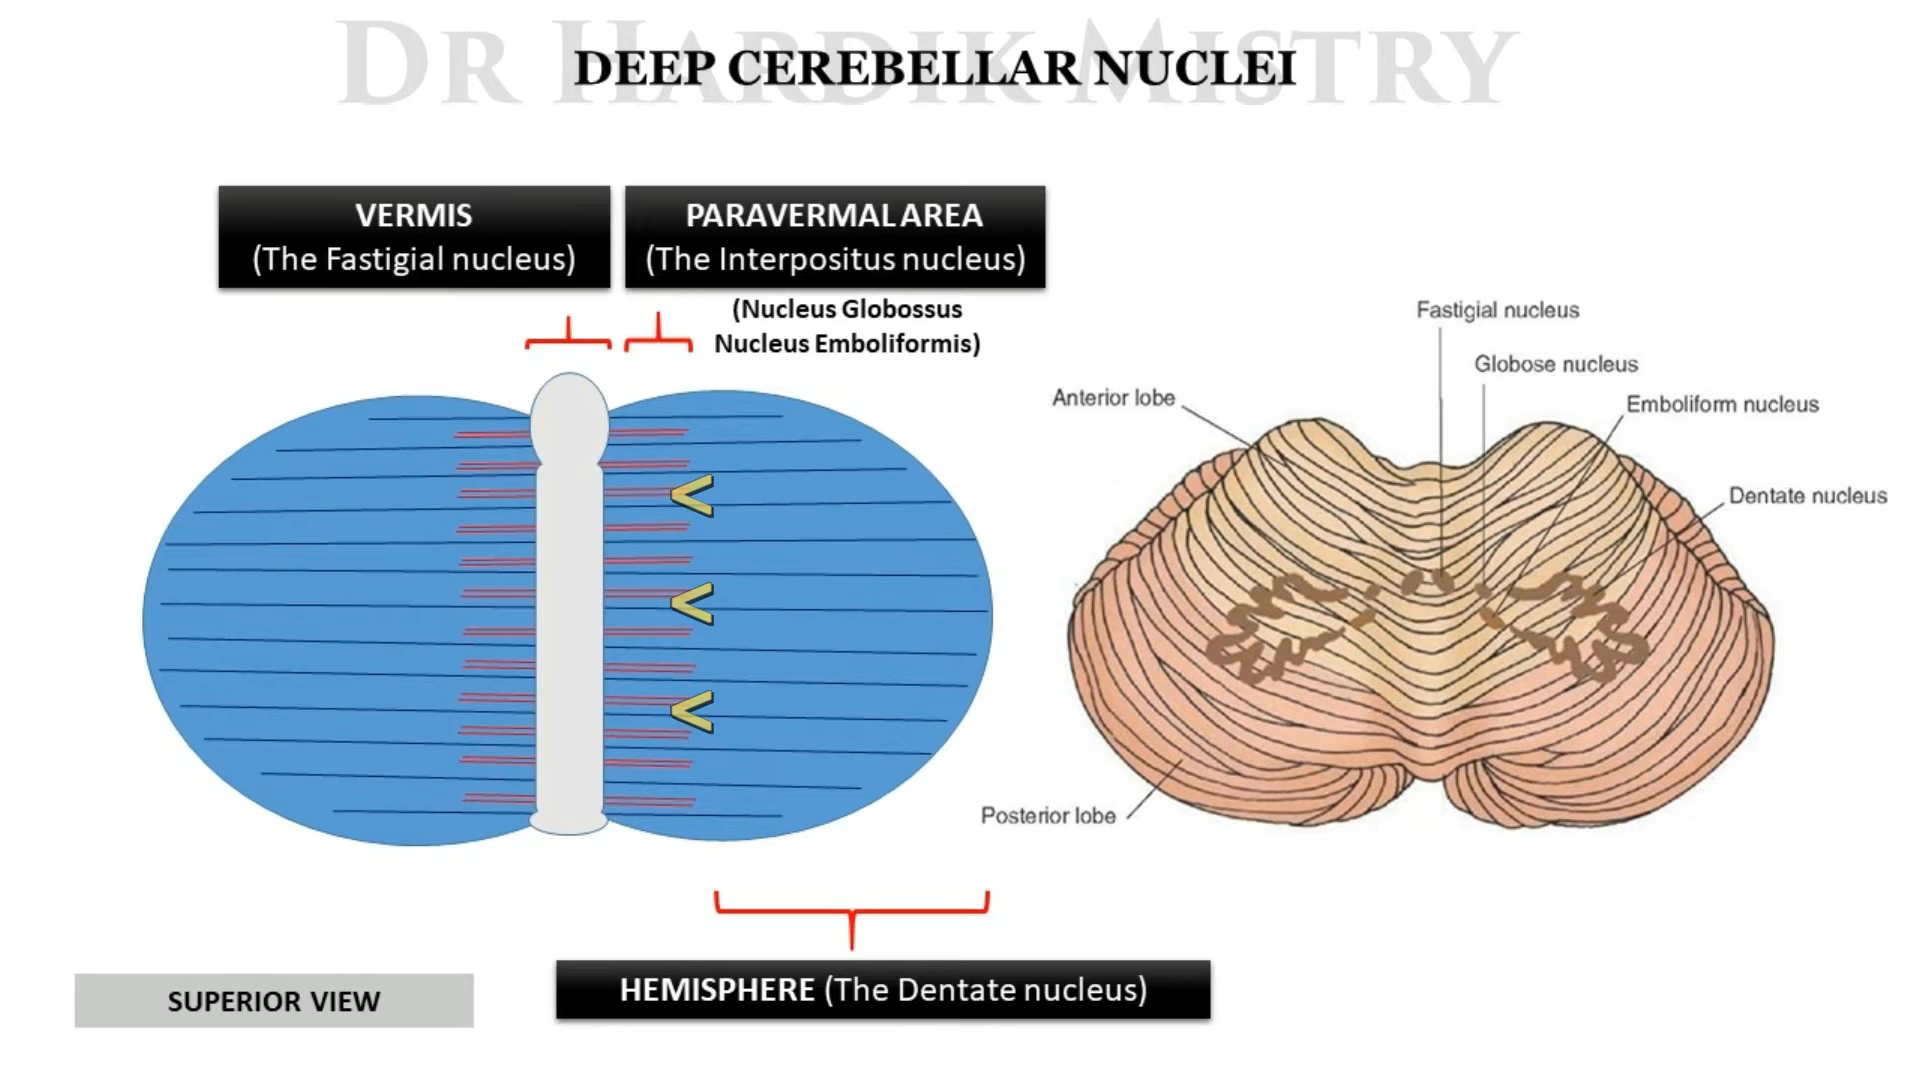 DR HARDIK MISTRY
DEEP CEREBELLAR NUCLEI
VERMIS
(The Fastigial nucleus)
PARAVERMAL AREA
(The Interpositus nucleus)
(Nucleus Globossus
Nucleus Emboliformis)
Fastigial nucleus
Globose nucleus
Anterior lobe
Emboliform nucleus
Dentate nucleus
Posterior lobe
HEMISPHERE (The Dentate nucleus)
SUPERIOR VIEW